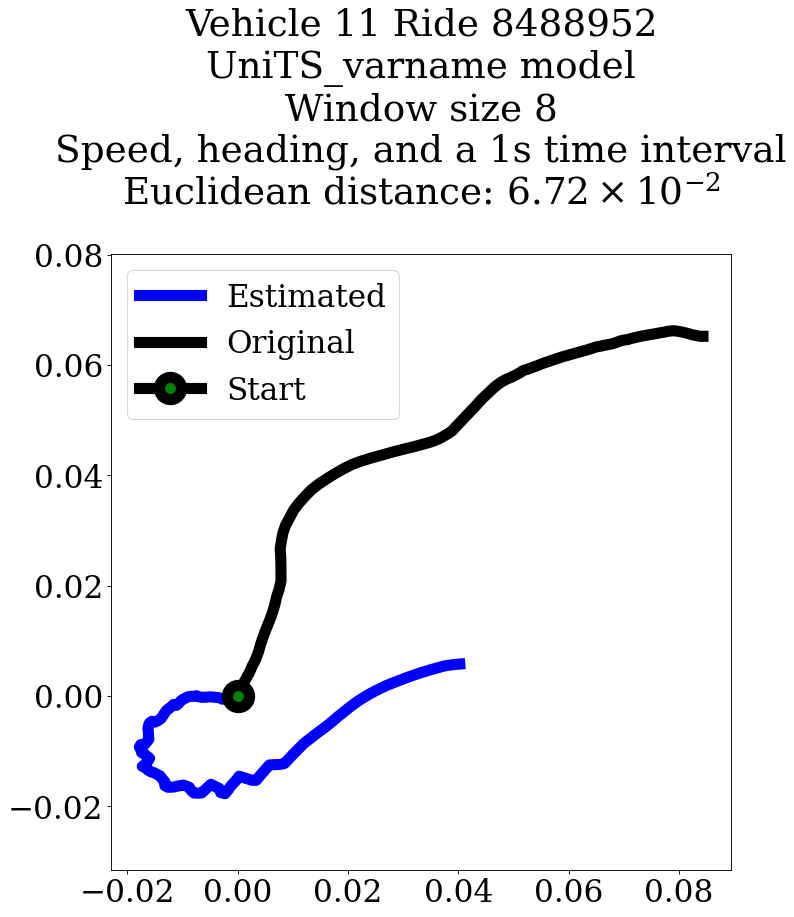 Vehicle 11 Ride 8488952
UniTS_varname model
Window size 8
Speed, heading, and a 1s time interval
Euclidean distance: 6.72 × 10⁻²
0.08
0.06
0.04
0.02
0.00
−0.02
Estimated
Original
Start
−0.02 0.00 0.02 0.04 0.06 0.08